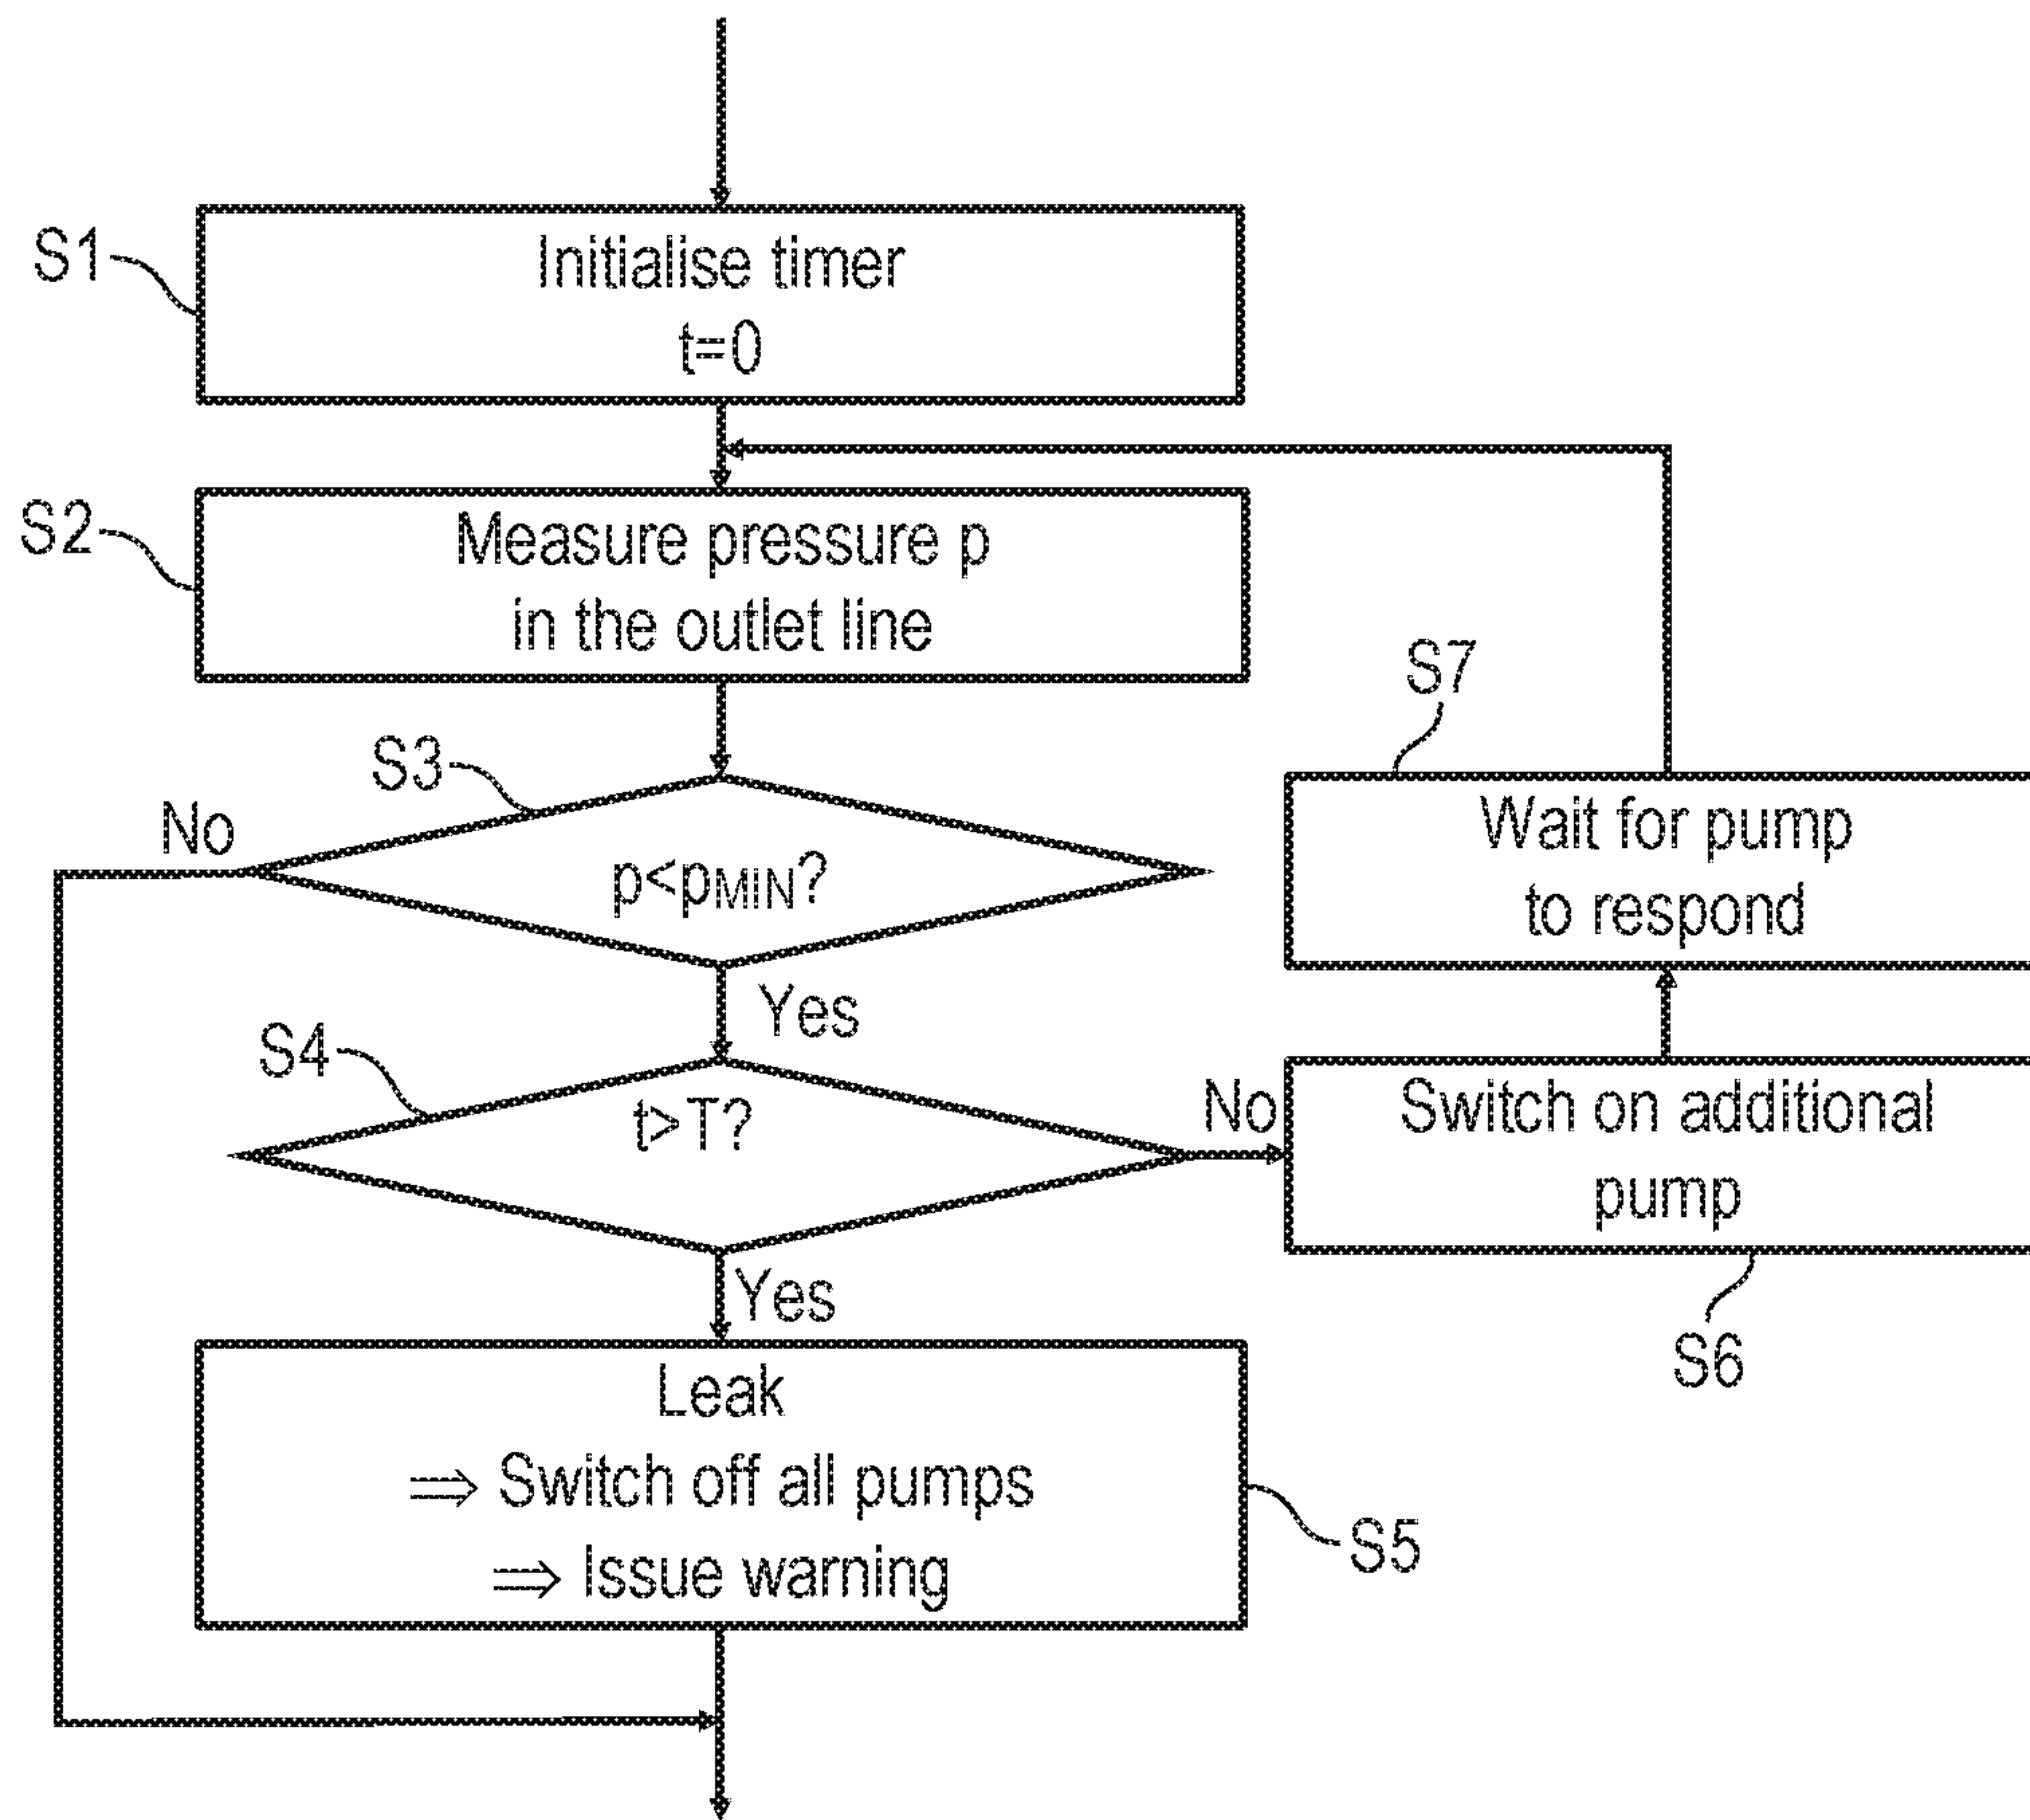 S1
Initialise timer
t=0
S2
Measure pressure p
in the outlet line
S3
No
p<pMIN?
Yes
S7
Wait for pump
to respond
S4
t>T?
No
Yes
Switch on additional
pump
S6
Leak
⇒ Switch off all pumps
⇒ Issue warning
S5